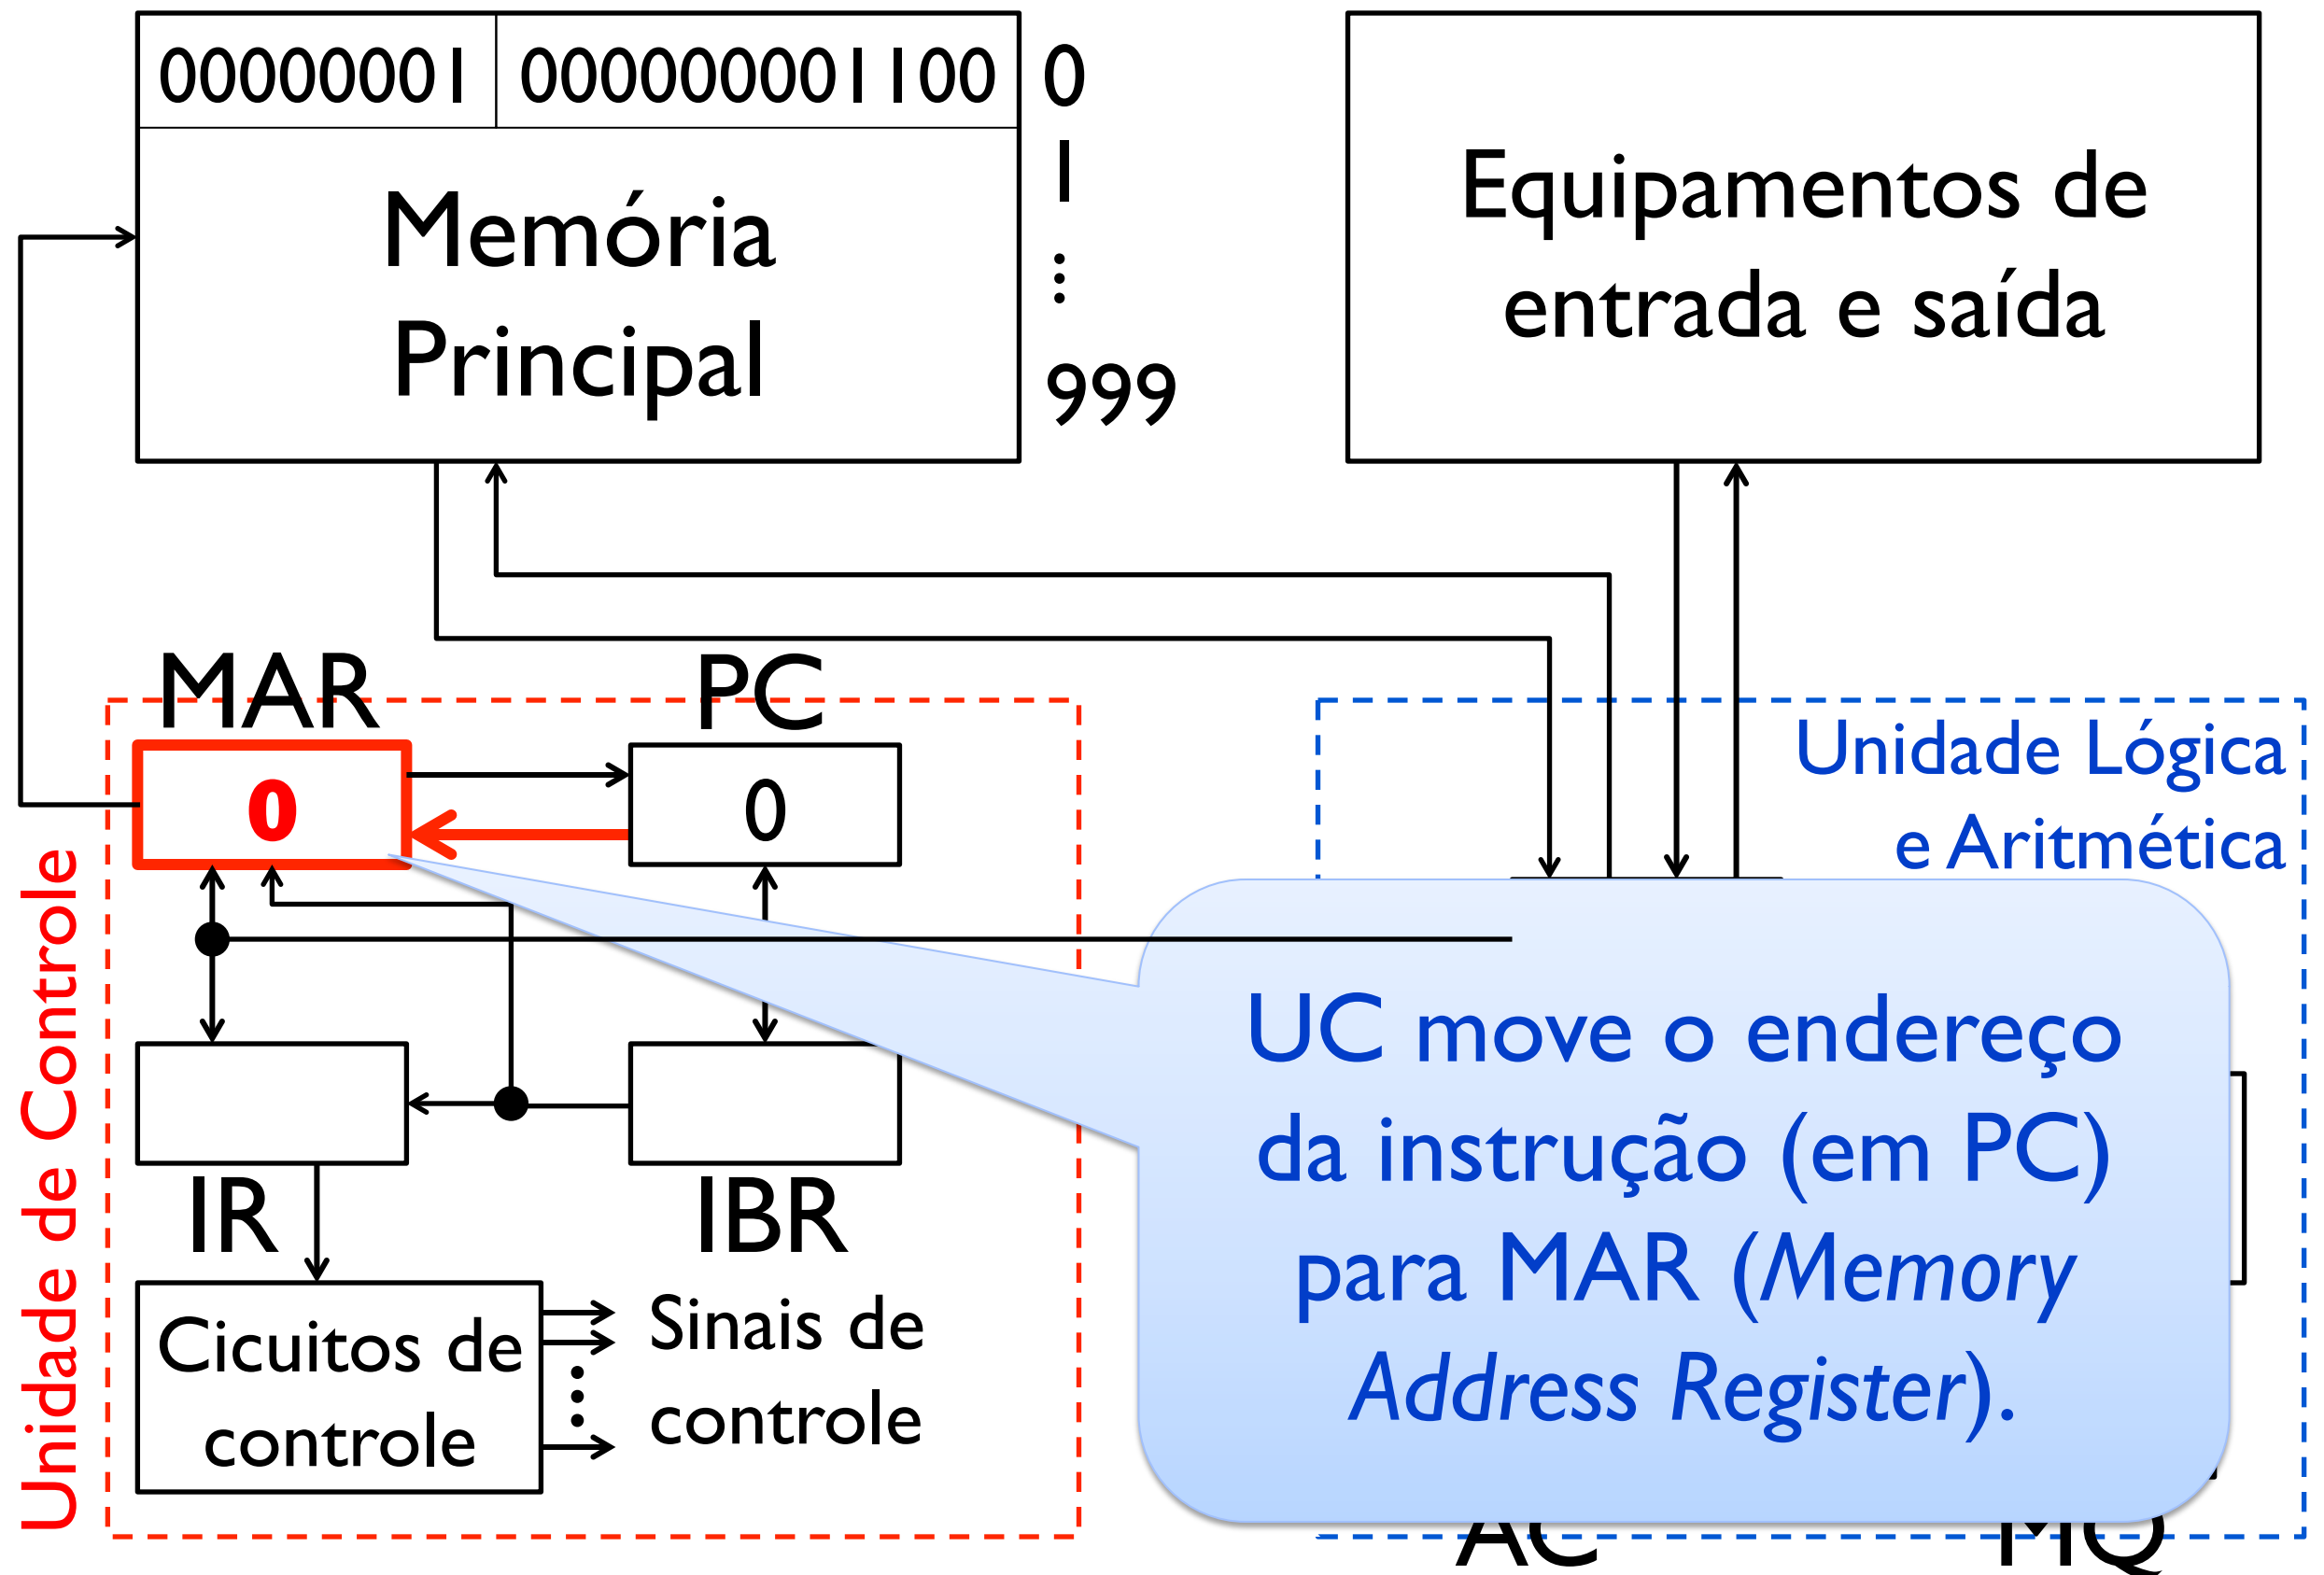 00000001 000000001100 0
1
⋮
999
Memória
Principal
Equipamentos de
entrada e saída
MAR
PC
0
0
Unidade Lógica
e Aritmética
Unidade de Controle
IR
IBR
Cicuitos de
controle
Sinais de
controle
UC move o endereço
da instrução (em PC)
para MAR (Memory
Address Register).
AC
MQ